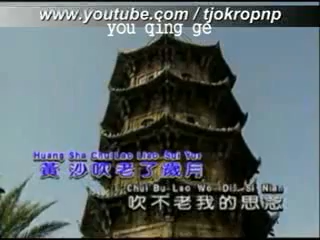 www.youtube.com / tjokropnp
you qing ge
Huang Sha Chui Lao Liao Sui Yur
黃沙吹老了歲月
Chui Bu Lao Wo Di Si Nian
吹不老我的思念